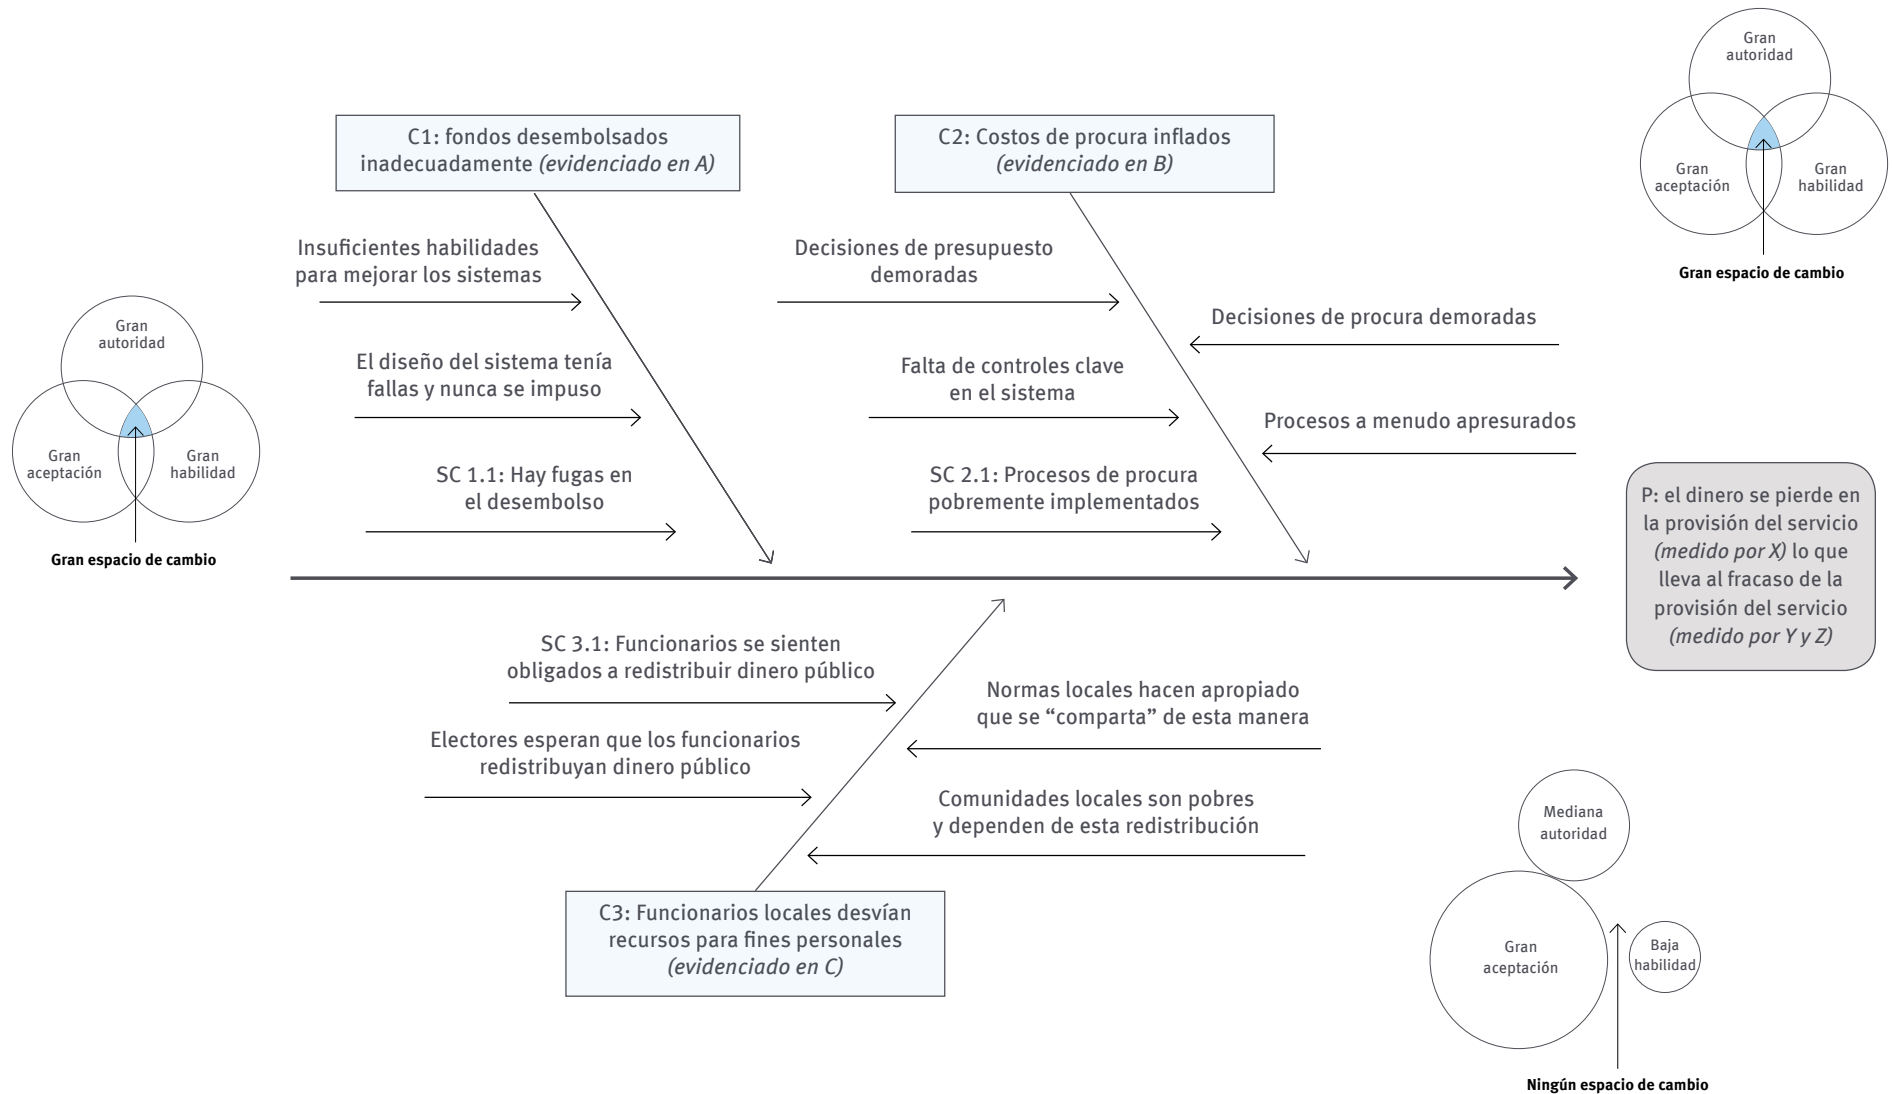 Gran
autoridad
Gran
aceptación
Gran
habilidad
Gran espacio de cambio
C1: fondos desembolsados
inadecuadamente (evidenciado en A)
Insuficientes habilidades
para mejorar los sistemas
El diseño del sistema tenía
fallas y nunca se impuso
SC 1.1: Hay fugas en
el desembolso
C2: Costos de procura inflados
(evidenciado en B)
Decisiones de presupuesto
demoradas
Falta de controles clave
en el sistema
SC 2.1: Procesos de procura
pobremente implementados
Decisiones de procura demoradas
Procesos a menudo apresurados
Gran
autoridad
Gran
aceptación
Gran
habilidad
Gran espacio de cambio
P: el dinero se pierde en
la provisión del servicio
(medido por X) lo que
lleva al fracaso de la
provisión del servicio
(medido por Y y Z)
SC 3.1: Funcionarios se sienten
obligados a redistribuir dinero público
Electores esperan que los funcionarios
redistribuyan dinero público
Normas locales hacen apropiado
que se “comparta” de esta manera
Comunidades locales son pobres
y dependen de esta redistribución
C3: Funcionarios locales desvían
recursos para fines personales
(evidenciado en C)
Mediana
autoridad
Gran
aceptación
Baja
habilidad
Ningún espacio de cambio